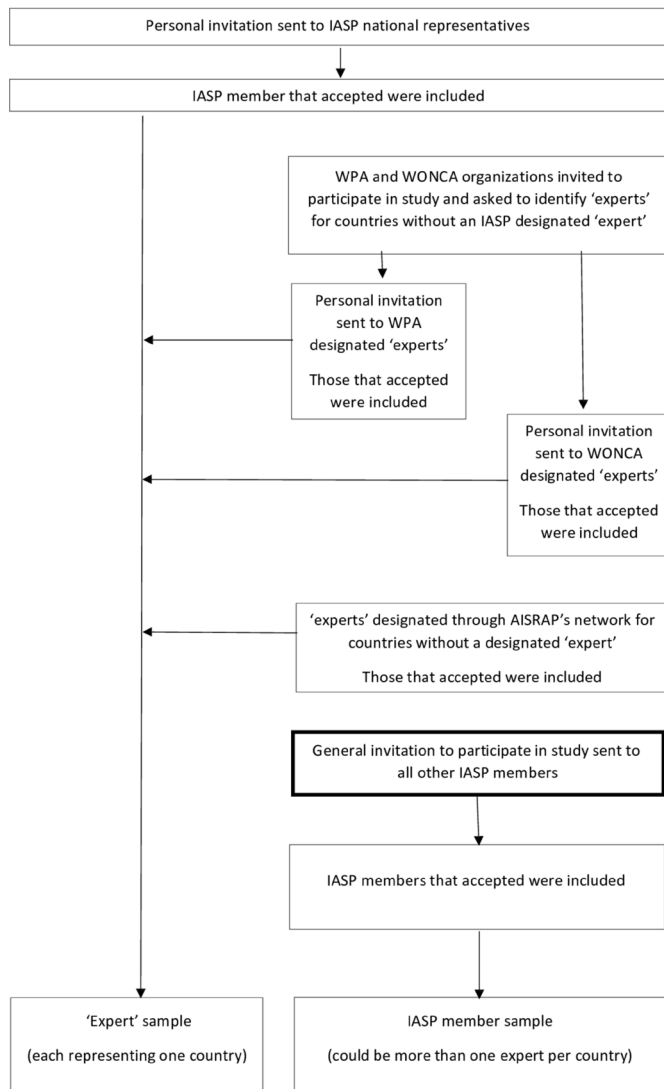 Personal invitation sent to IASP national representatives
IASP member that accepted were included
WPA and WONCA organizations invited to
participate in study and asked to identify ‘experts’
for countries without an IASP designated ‘expert’
Personal invitation
sent to WPA
designated ‘experts’
Those that accepted
were included
Personal invitation
sent to WONCA
designated ‘experts’
Those that accepted
were included
‘experts’ designated through AISRAP’s network for
countries without a designated ‘expert’
Those that accepted were included
General invitation to participate in study sent to
all other IASP members
IASP members that accepted were included
‘Expert’ sample
(each representing one country)
IASP member sample
(could be more than one expert per country)